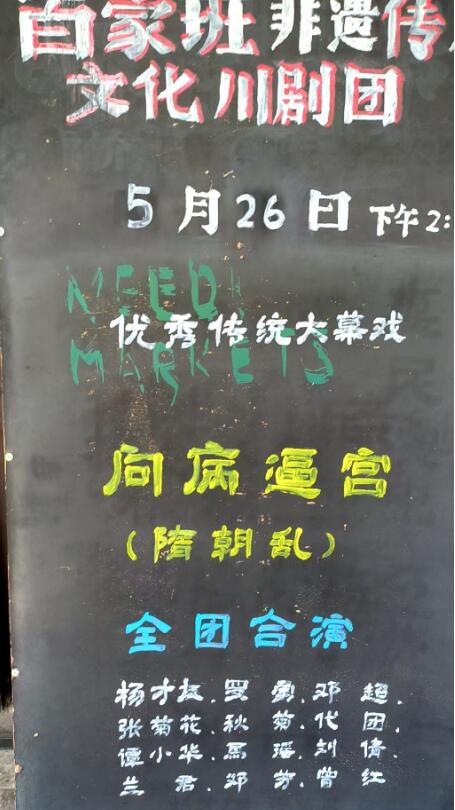 百家班非遗传
文化川剧团
5月26日下午2:
NEEDI
优秀传统大幕戏
MARKETS
问病逼宫
(隋朝乱)
全团合演
杨才权.罗勇.邓超.
张菊花.秋菊.代团.
谭小华.马瑶.刘倩.
兰君.邓芳.曾红